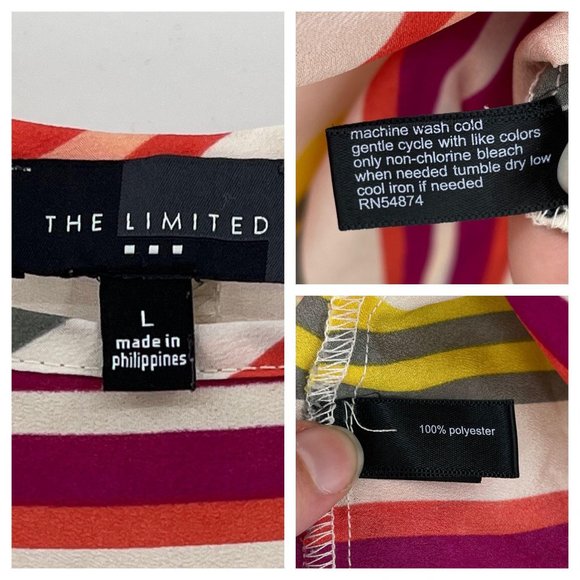 THE LIMITED
L
made in
philippines
machine wash cold
gentle cycle with like colors
only non-chlorine bleach
when needed tumble dry low
cool iron if needed
RN54874
100% polyester